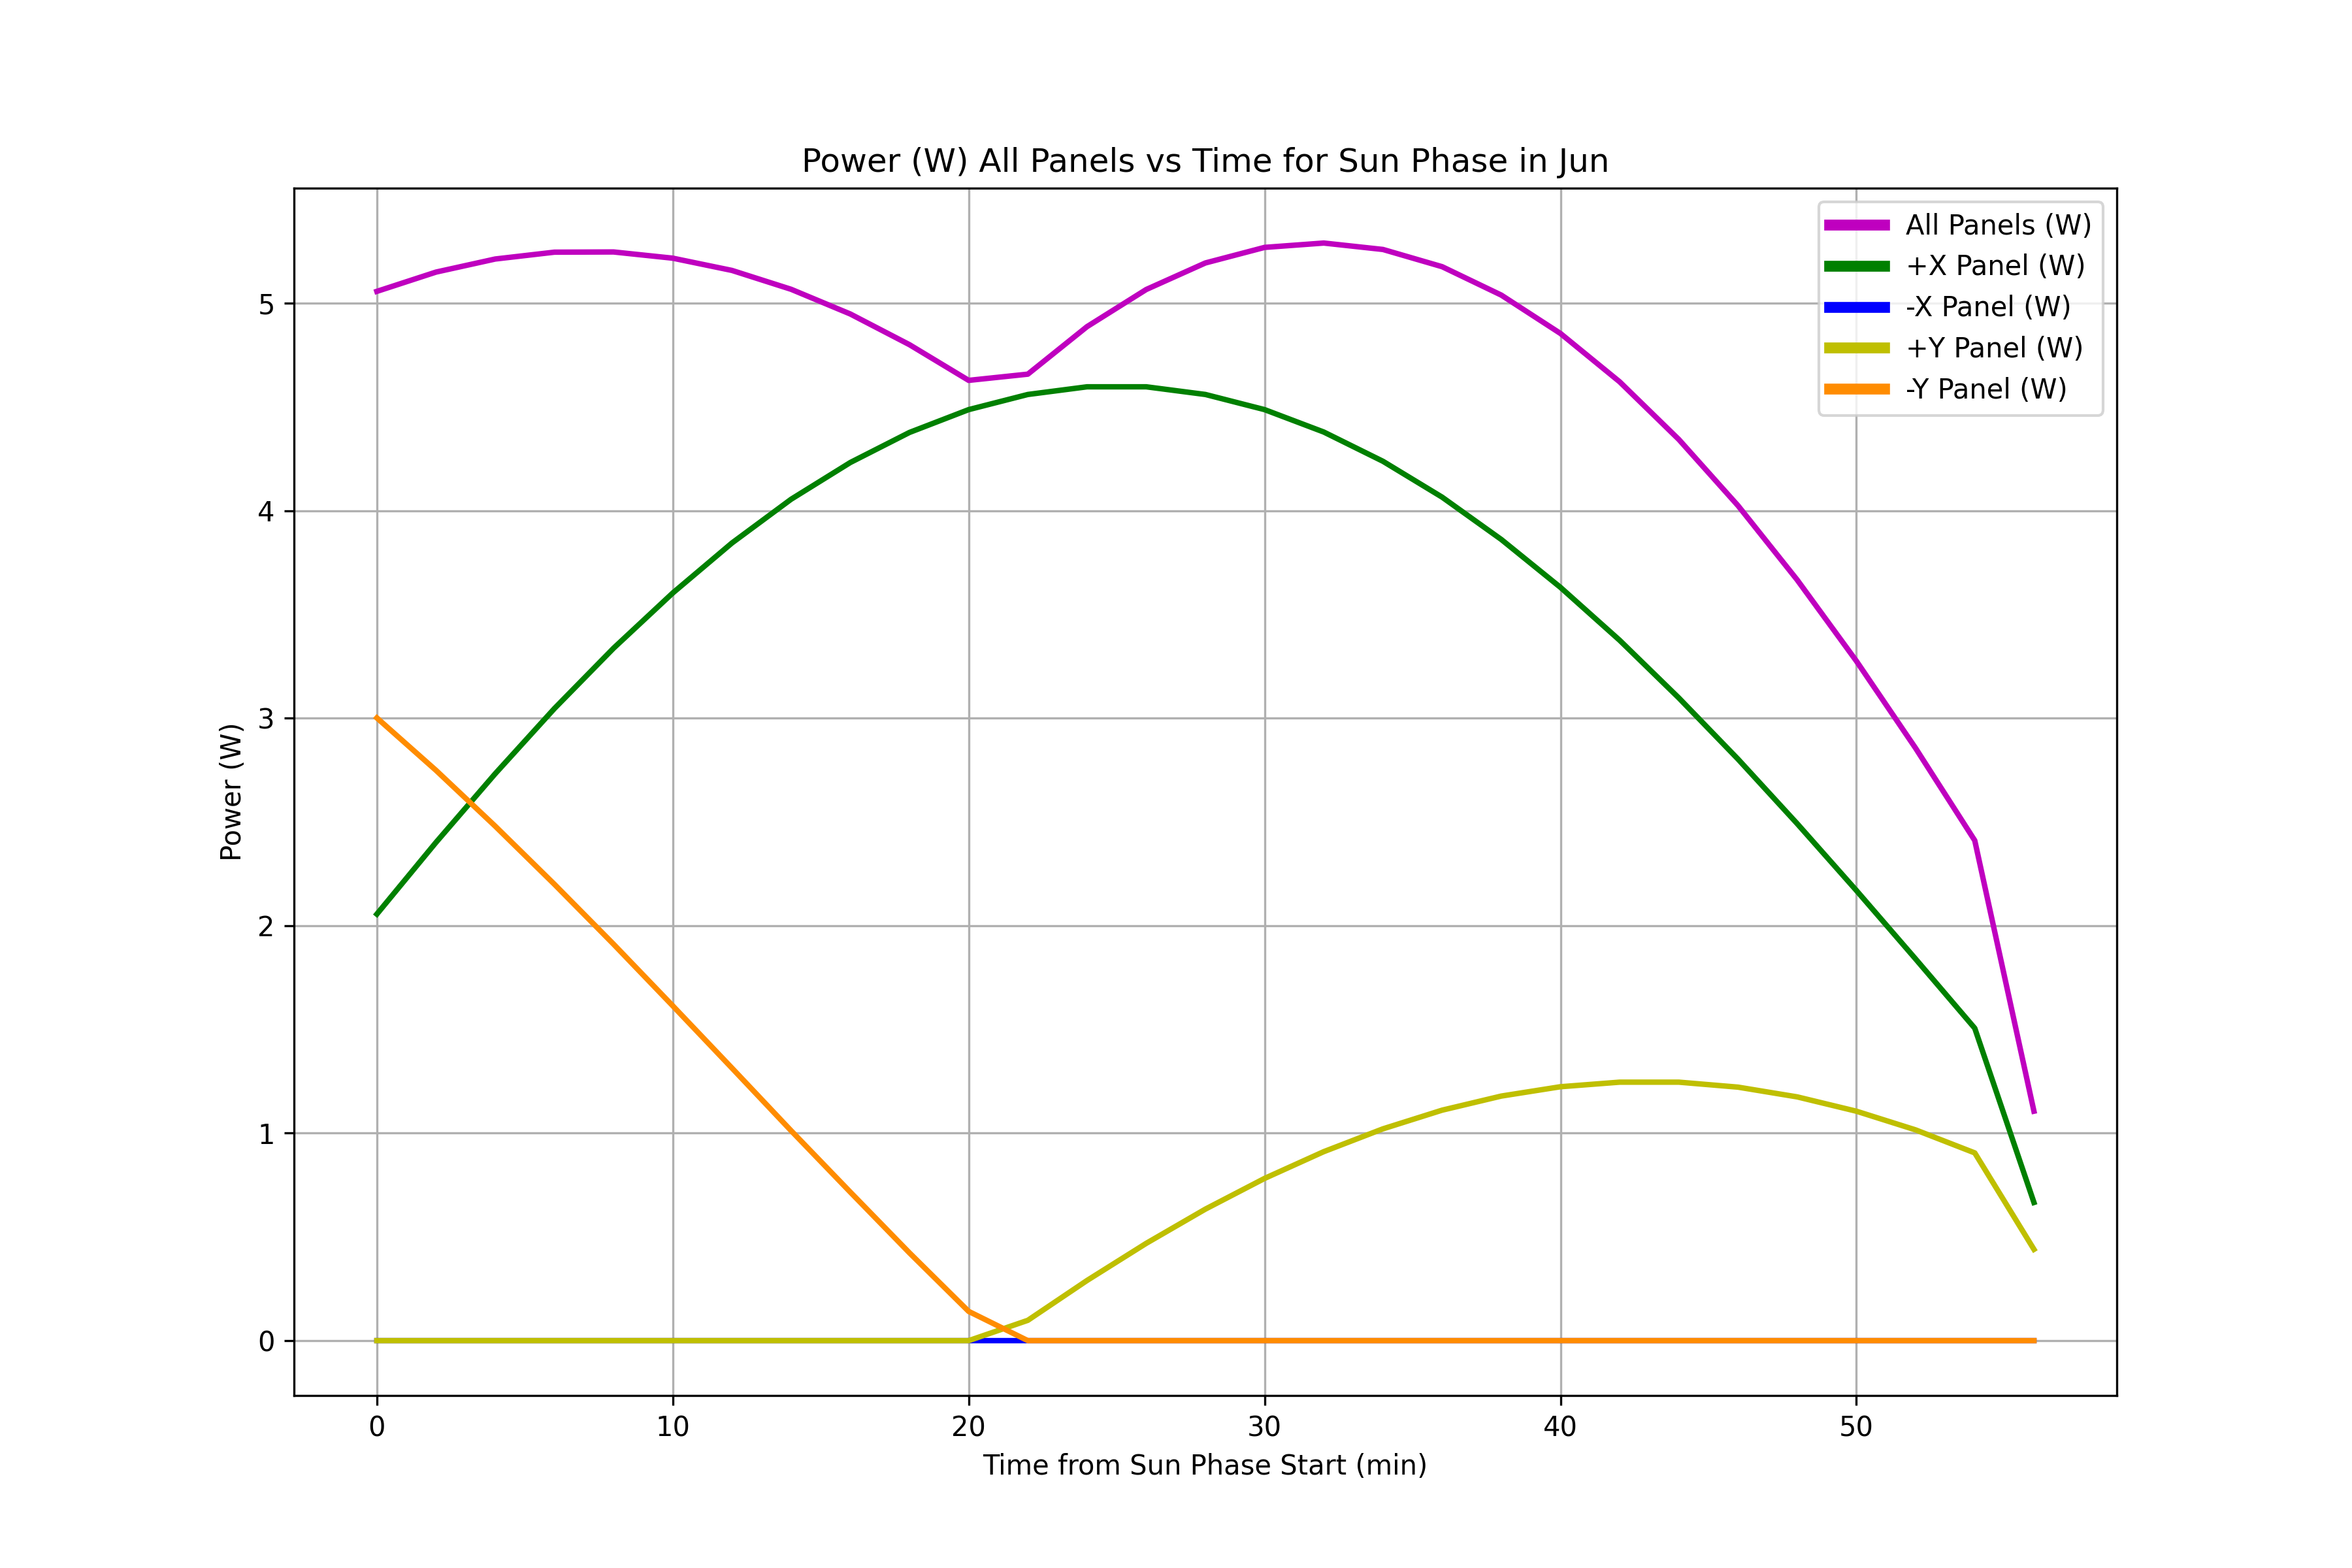 Power (W) All Panels vs Time for Sun Phase in Jun
All Panels (W)
+X Panel (W)
-X Panel (W)
+Y Panel (W)
-Y Panel (W)
Power (W)
5
4
3
2
1
0
0 10 20 30 40 50
Time from Sun Phase Start (min)